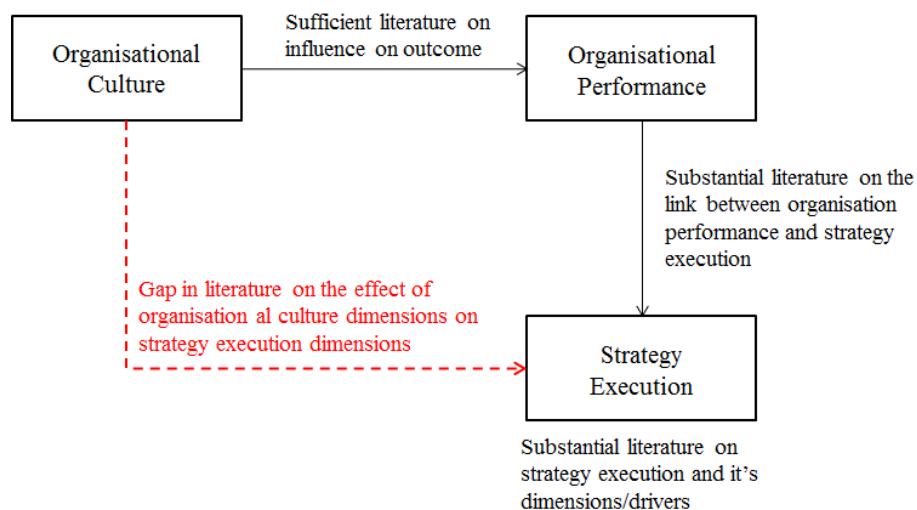 Organisational
Culture
Sufficient literature on
influence on outcome
Organisational
Performance
Substantial literature on the
link between organisation
performance and strategy
execution
Gap in literature on the effect of
organisation al culture dimensions on
strategy execution dimensions
Strategy
Execution
Substantial literature on
strategy execution and it's
dimensions/drivers